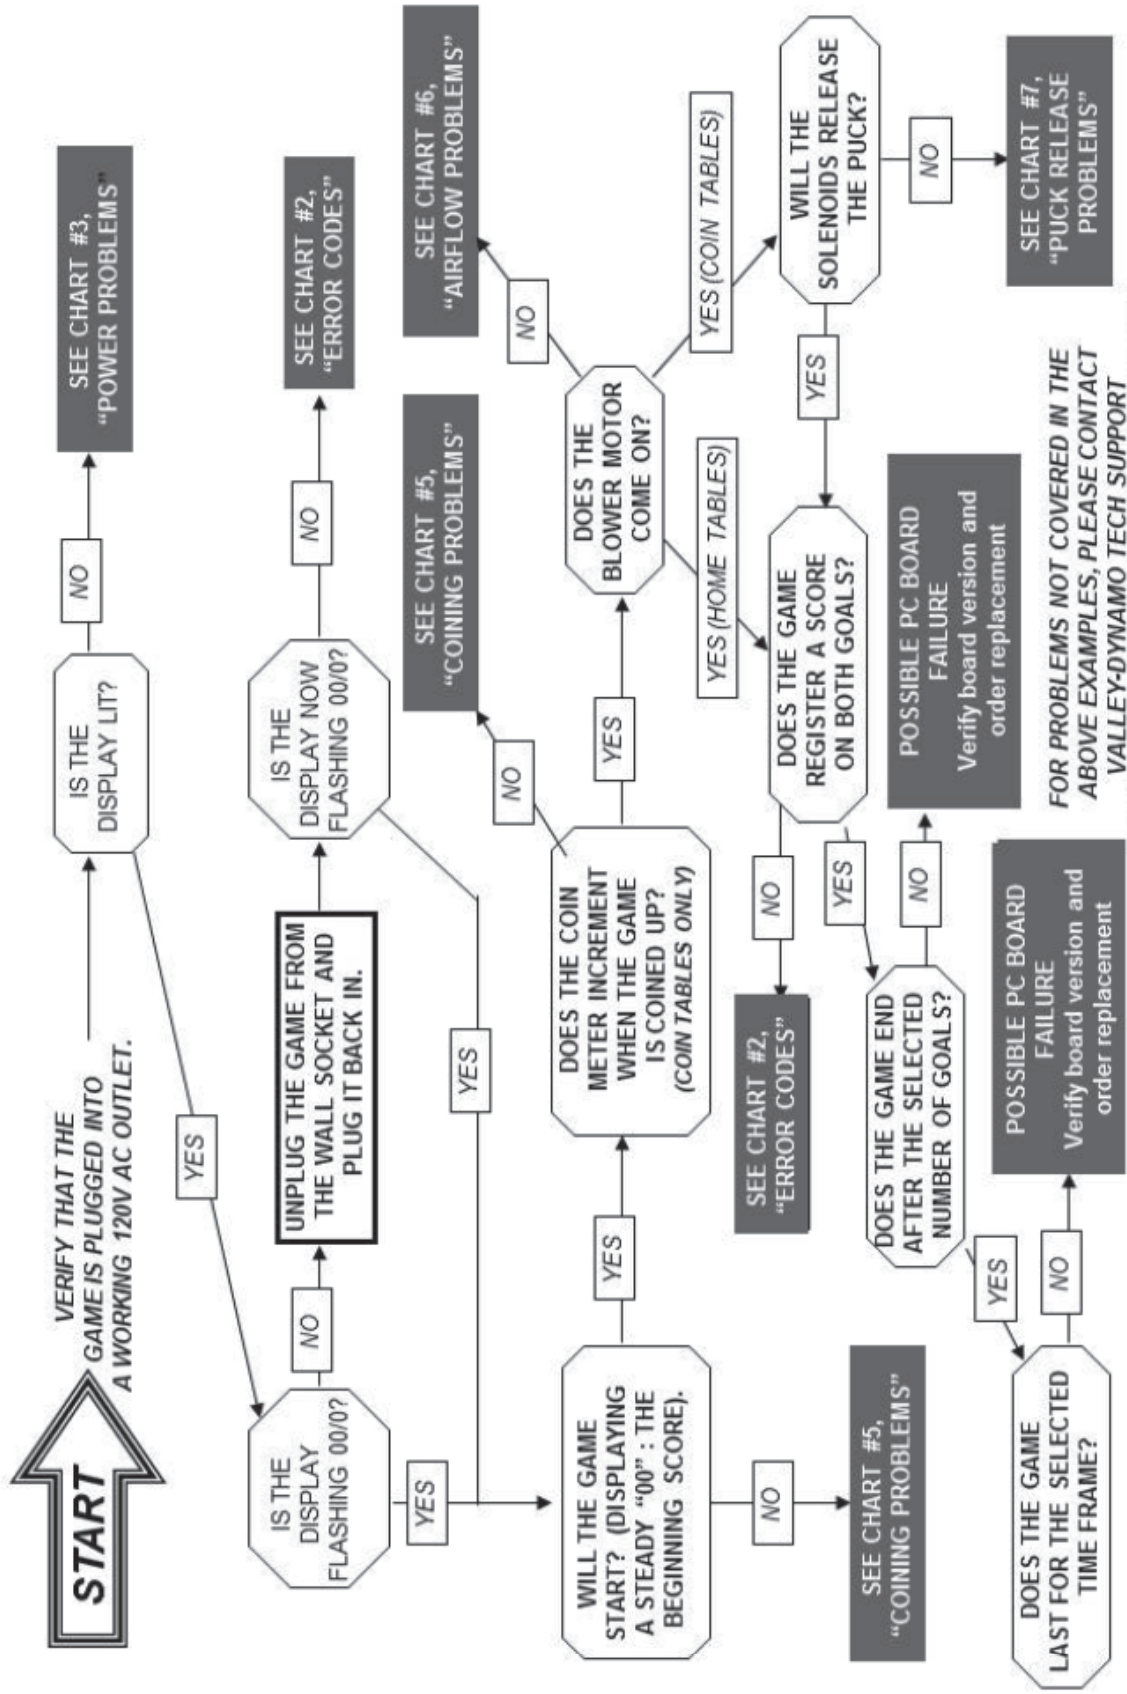 START
VERIFY THAT THE
GAME IS PLUGGED INTO
A WORKING 120V AC OUTLET.
IS THE
DISPLAY LIT?
NO
SEE CHART #3,
“POWER PROBLEMS”
YES
IS THE
DISPLAY
FLASHING 00/0?
NO
UNPLUG THE GAME FROM
THE WALL SOCKET AND
PLUG IT BACK IN.
IS THE
DISPLAY NOW
FLASHING 00/0?
NO
SEE CHART #2,
“ERROR CODES”
YES
YES
WILL THE GAME
START? (DISPLAYING
A STEADY “00” : THE
BEGINNING SCORE).
YES
DOES THE COIN
METER INCREMENT
WHEN THE GAME
IS COINED UP?
(COIN TABLES ONLY)
NO
SEE CHART #5,
“COINING PROBLEMS”
YES
DOES THE
BLOWER MOTOR
COME ON?
NO
SEE CHART #6,
“AIRFLOW PROBLEMS”
YES (HOME TABLES)
YES (COIN TABLES)
WILL THE
SOLENOIDS RELEASE
THE PUCK?
NO
SEE CHART #7,
“PUCK RELEASE
PROBLEMS”
YES
DOES THE GAME
REGISTER A SCORE
ON BOTH GOALS?
NO
SEE CHART #2,
“ERROR CODES”
YES
NO
SEE CHART #5,
“COINING PROBLEMS”
DOES THE GAME END
AFTER THE SELECTED
NUMBER OF GOALS?
NO
POSSIBLE PC BOARD
FAILURE
Verify board version and
order replacement
YES
DOES THE GAME
LAST FOR THE SELECTED
TIME FRAME?
NO
POSSIBLE PC BOARD
FAILURE
Verify board version and
order replacement
FOR PROBLEMS NOT COVERED IN THE
ABOVE EXAMPLES, PLEASE CONTACT
VALLEY-DYNAMO TECH SUPPORT